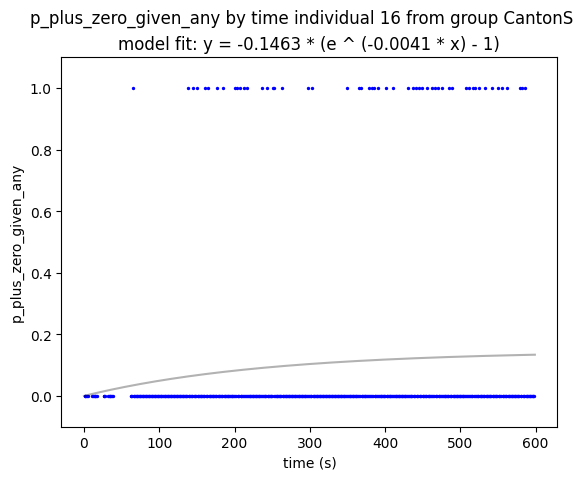 p_plus_zero_given_any by time individual 16 from group CantonS
model fit: y = -0.1463 * (e ^ (-0.0041 * x) - 1)
1.0
0.8
0.6
0.4
0.2
0.0
p_plus_zero_given_any
0 100 200 300 400 500 600
time (s)